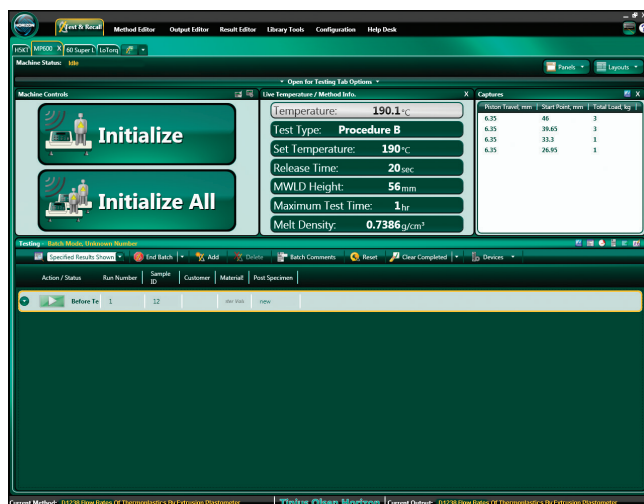 HORIZON
Test & Recall Method Editor Output Editor Result Editor Library Tools Configuration Help Desk
MP600 X 60 Super L LoTorq
Machine Status: Idle
Panels Layouts
Open for Testing Tab Options
Machine Controls
Initialize
Initialize All
Live Temperature / Method Info. X
Temperature: 190.1 °C
Test Type: Procedure B
Set Temperature: 190 °C
Release Time: 20 sec
MWLD Height: 56 mm
Maximum Test Time: 1 hr
Melt Density: 0.7386 g/cm³
Captures X
Piston Travel, mm Start Point, mm Total Load, kg
6.35 46 3
6.35 39.65 3
6.35 33.3 1
6.35 26.95 1
Testing - Batch Mode, Unknown Number
Specified Results Shown End Batch Add Delete Batch Comments Reset Clear Completed Devices
Action / Status Run Number Sample ID Customer Material! Post Specimen
Before Te 1 12 new
Current Method: D1238 Flow Rates Of Thermoplastics By Extrusion Plastometer Tinius Olsen Horizon Current Output: D1238 Flow Rates Of Thermoplastics By Extrusion Plastometer